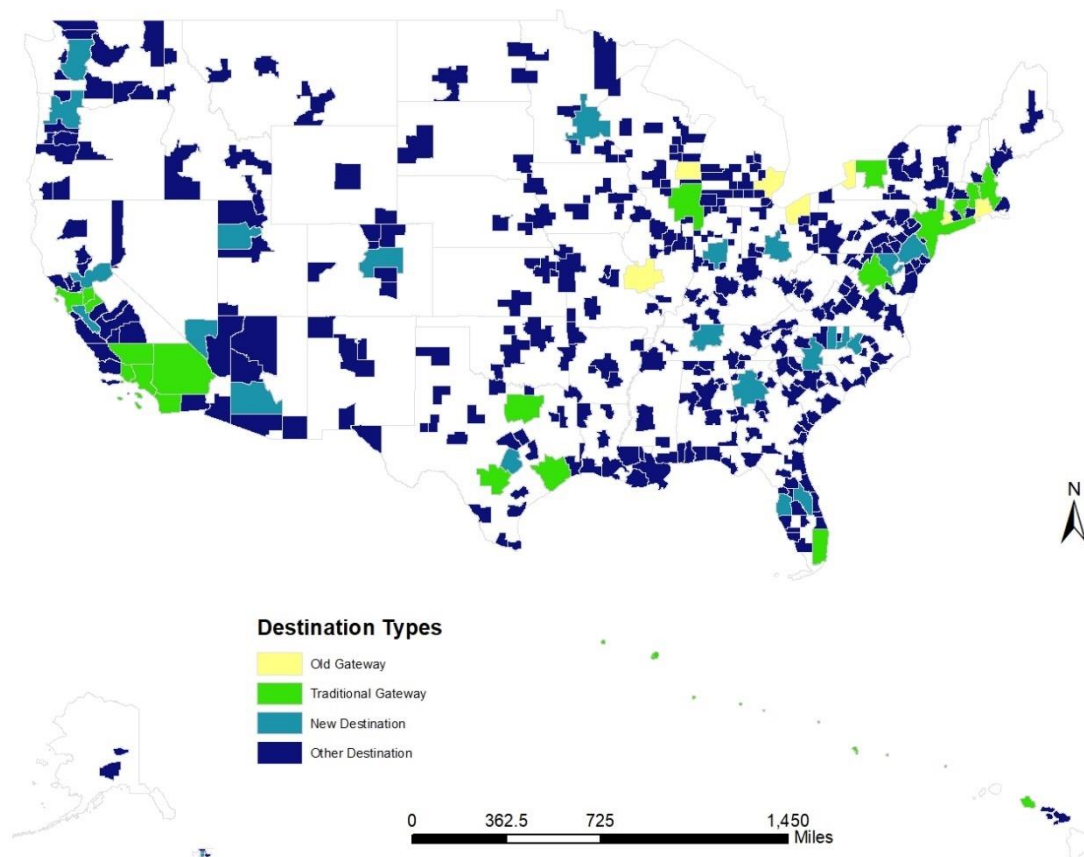 N
Destination Types
Old Gateway
Traditional Gateway
New Destination
Other Destination
0 362.5 725 1,450
Miles